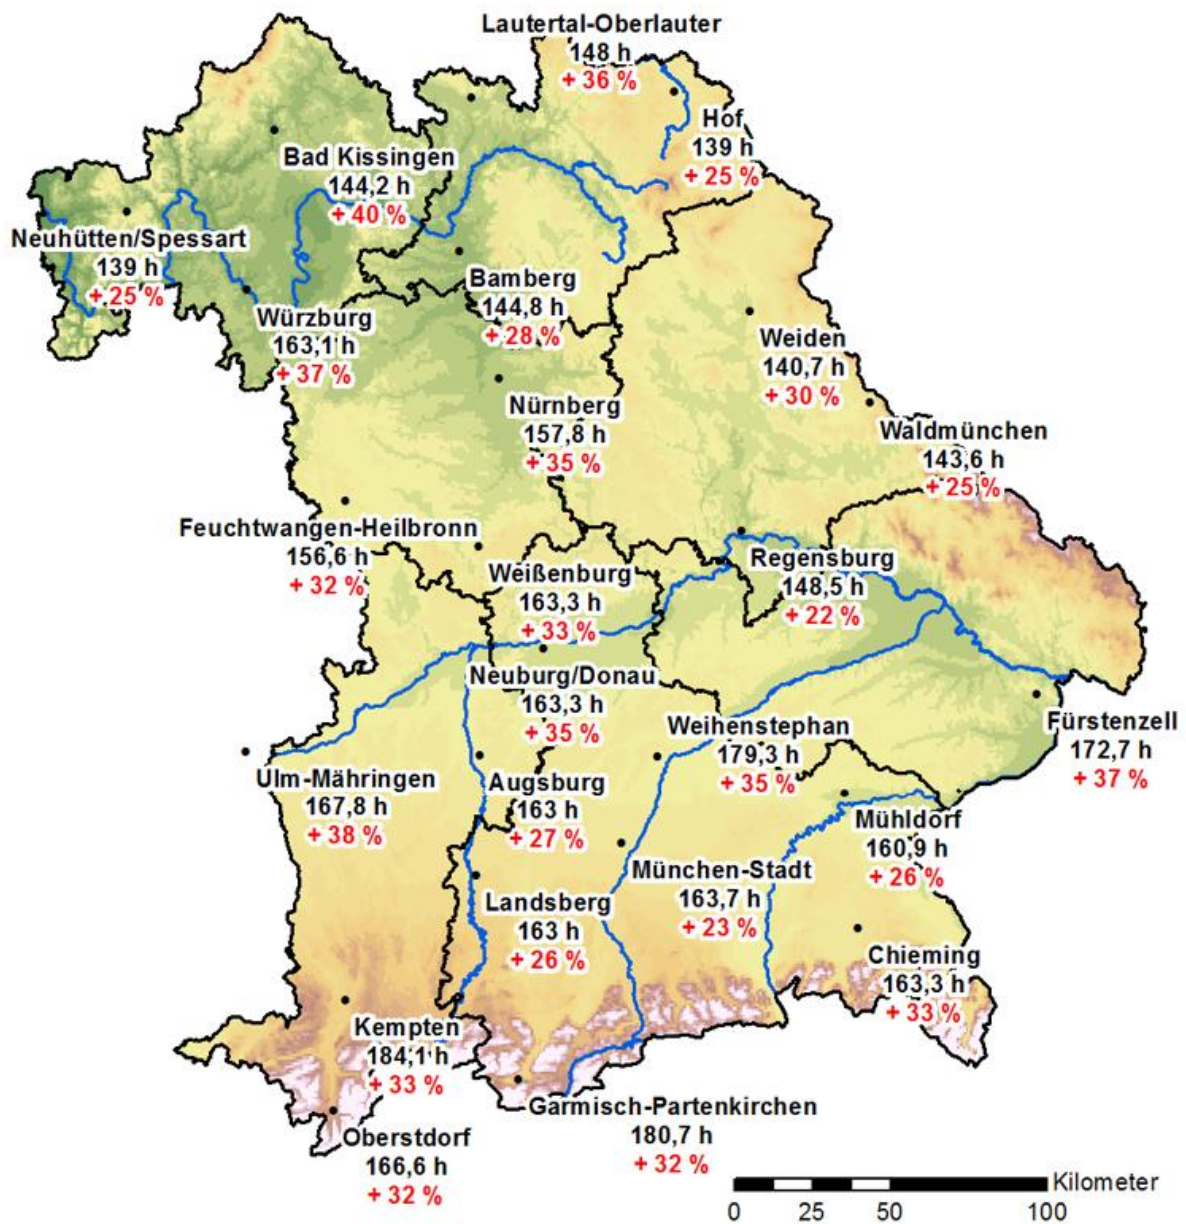 Lautertal-Oberlauter
148 h
+ 36 %
Hof
139 h
+ 25 %
Bad Kissingen
144,2 h
+ 40 %
Neuhütten/Spessart
139 h
+ 25 %
Bamberg
144,8 h
+ 28 %
Würzburg
163,1 h
+ 37 %
Weiden
140,7 h
+ 30 %
Nürnberg
157,8 h
+ 35 %
Waldmünchen
143,6 h
+ 25 %
Feuchtwangen-Heilbronn
156,6 h
+ 32 %
Weißenburg
163,3 h
+ 33 %
Regensburg
148,5 h
+ 22 %
Neuburg/Donau
163,3 h
+ 35 %
Weihenstephan
179,3 h
+ 35 %
Fürstenzell
172,7 h
+ 37 %
Ulm-Mähringen
167,8 h
+ 38 %
Augsburg
163 h
+ 27 %
Mühldorf
160,9 h
+ 26 %
München-Stadt
163,7 h
+ 23 %
Landsberg
163 h
+ 26 %
Chieming
163,3 h
+ 33 %
Kempten
184,1 h
+ 33 %
Garmisch-Partenkirchen
180,7 h
+ 32 %
Oberstdorf
166,6 h
+ 32 %
Kilometer
0 25 50 100